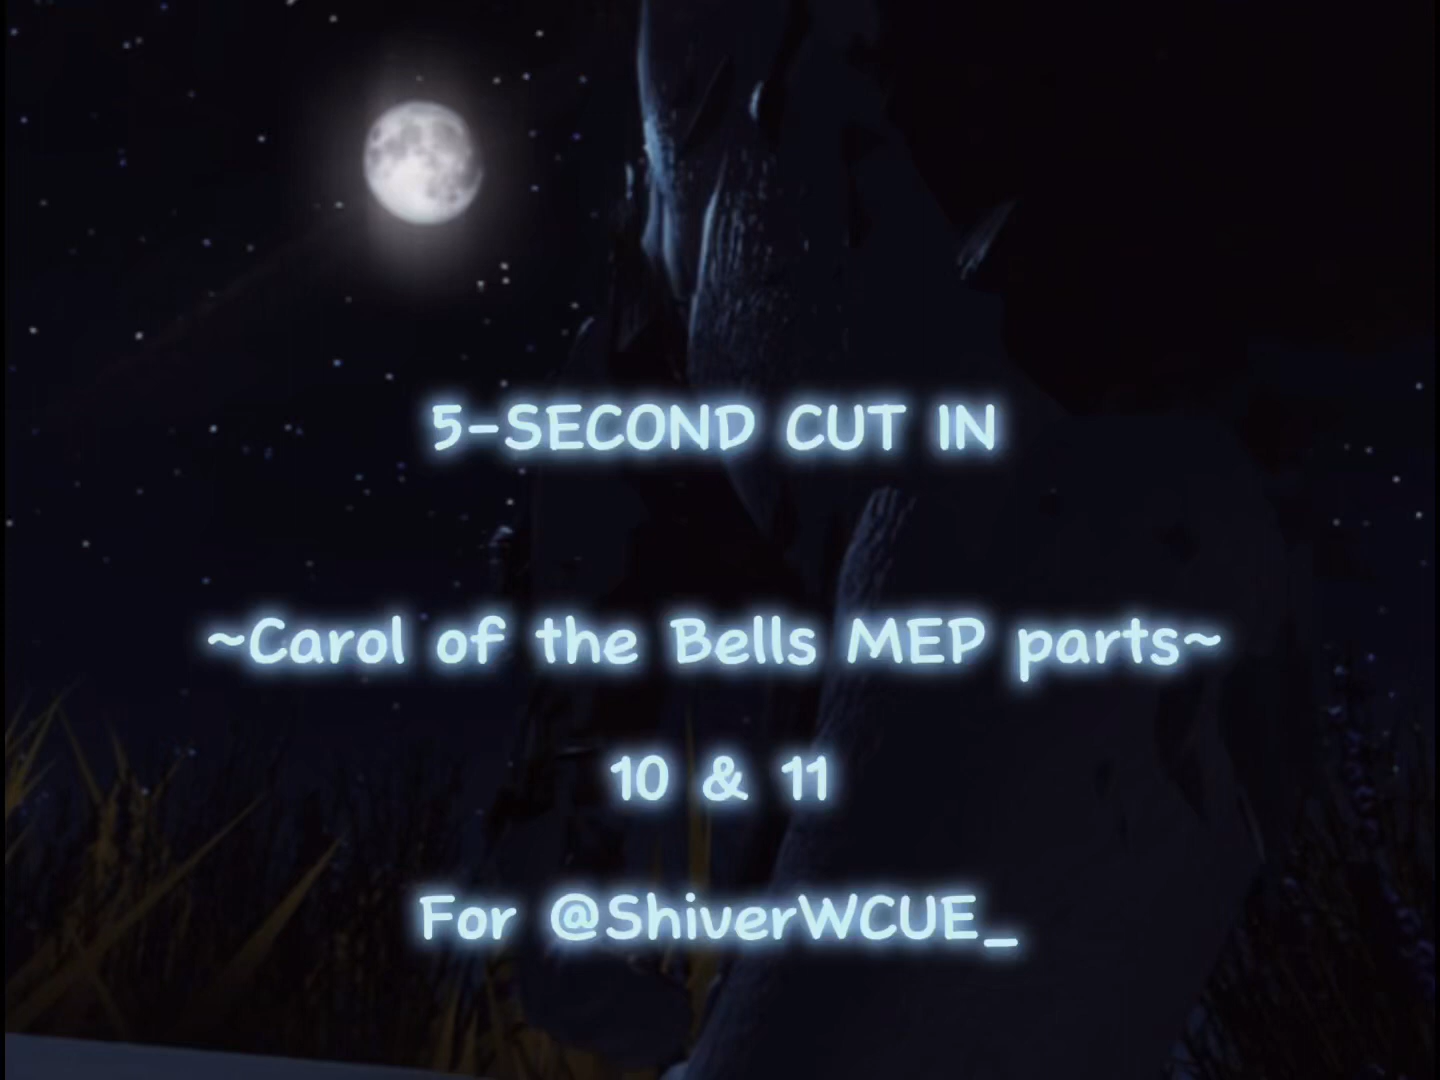 5-SECOND CUT IN
~Carol of the Bells MEP parts~
10 & 11
For @ShiverWCUE_